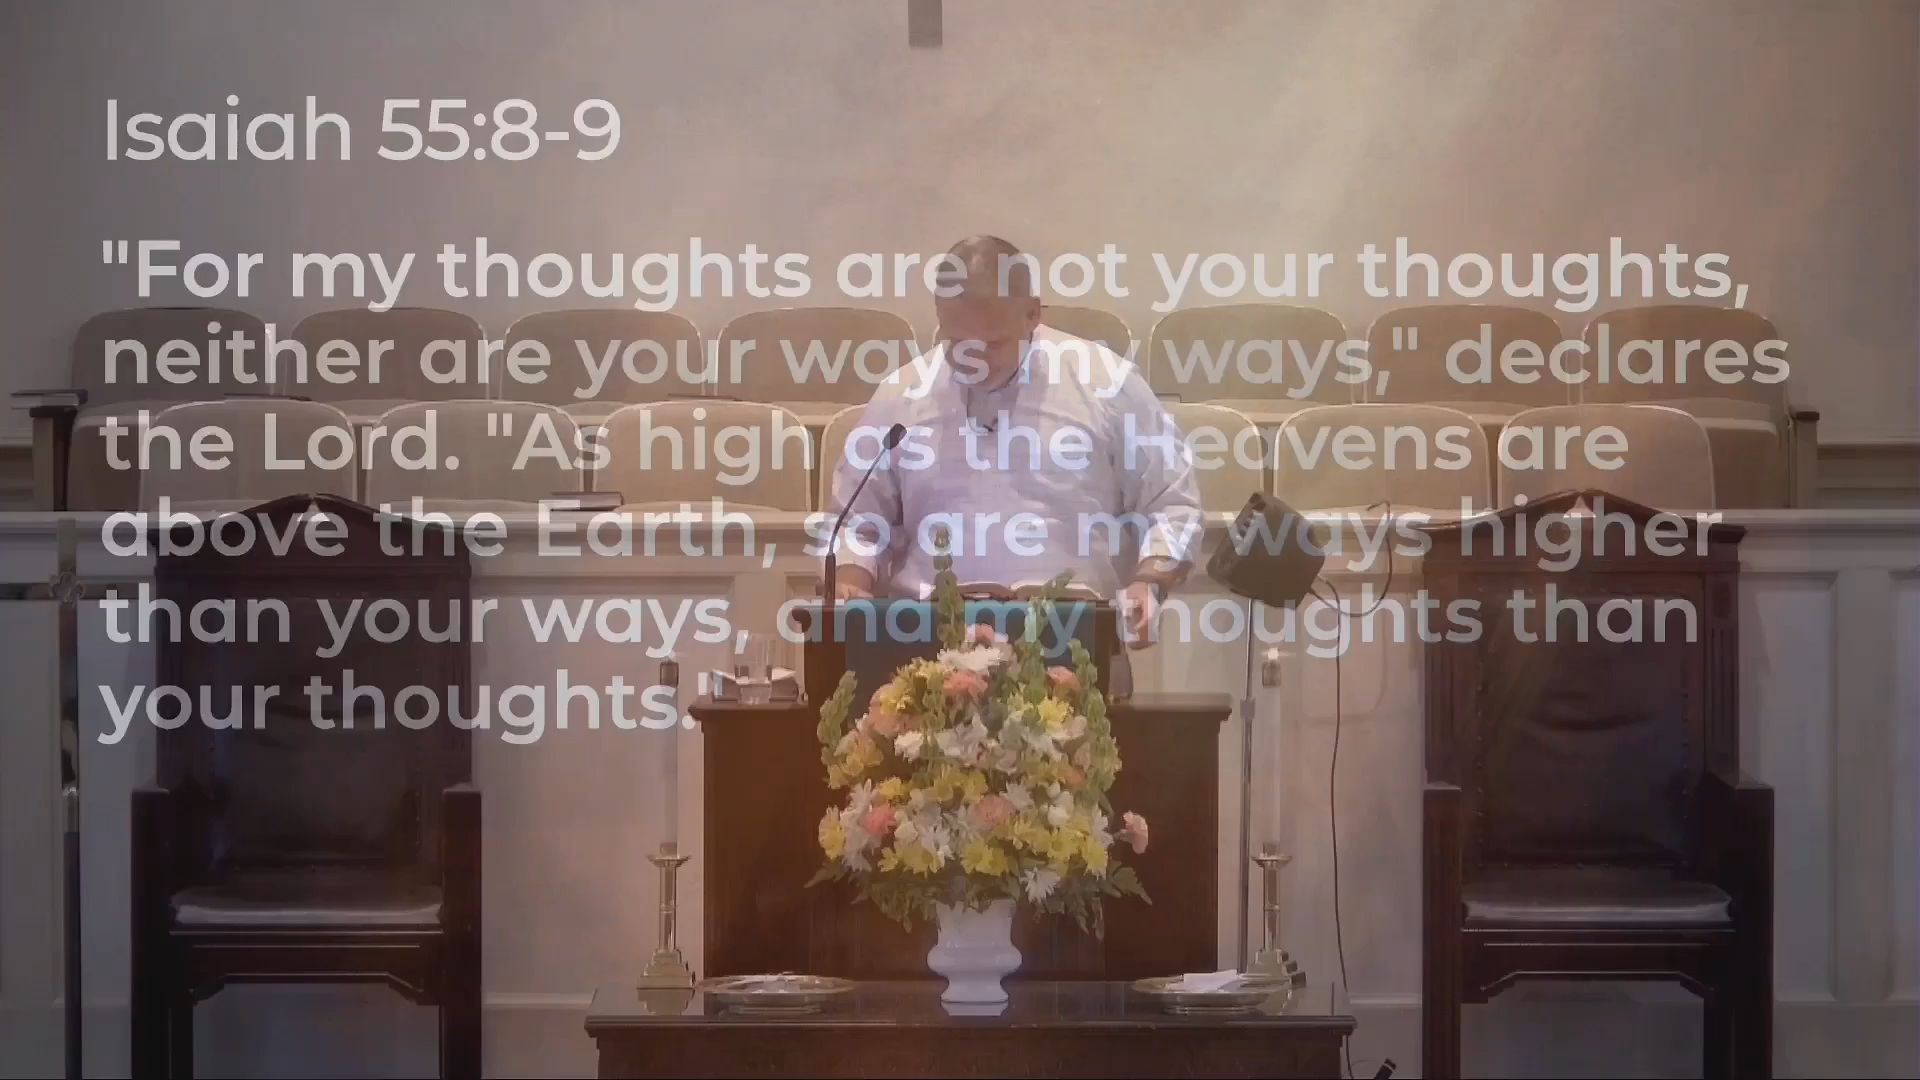 Isaiah 55:8-9
"For my thoughts are not your thoughts,
neither are your ways my ways," declares
the Lord. "As high as the Heavens are
above the Earth, so are my ways higher
than your ways, and my thoughts than
your thoughts."